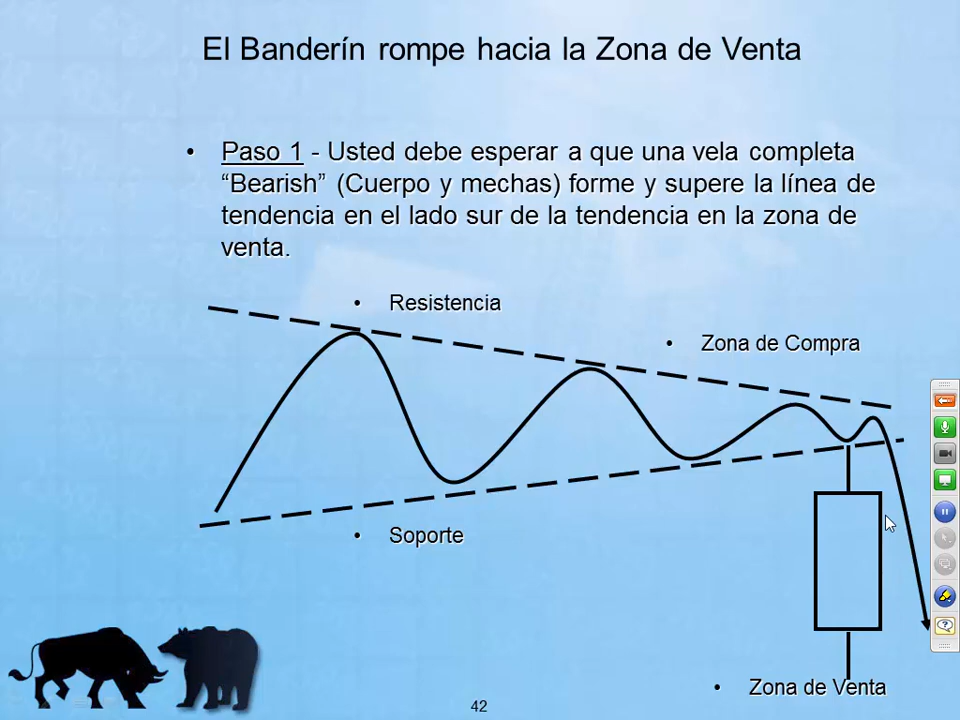 El Banderín rompe hacia la Zona de Venta
• Paso 1 - Usted debe esperar a que una vela completa
“Bearish” (Cuerpo y mechas) forme y supere la línea de
tendencia en el lado sur de la tendencia en la zona de
venta.
• Resistencia
• Zona de Compra
• Soporte
• Zona de Venta
42